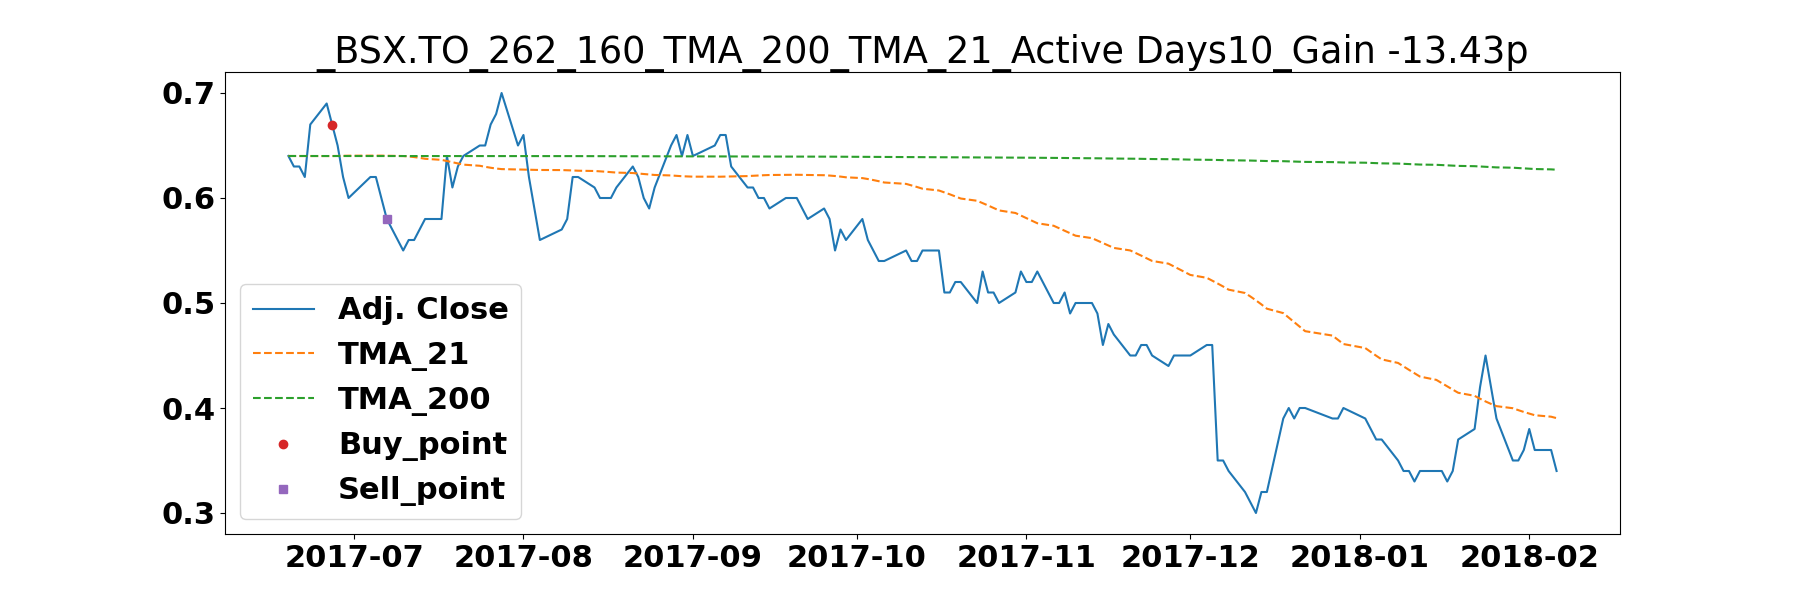 _BSX.TO_262_160_TMA_200_TMA_21_Active Days10_Gain -13.43p
0.7
0.6
0.5
0.4
0.3
Adj. Close
TMA_21
TMA_200
Buy_point
Sell_point
2017-07 2017-08 2017-09 2017-10 2017-11 2017-12 2018-01 2018-02